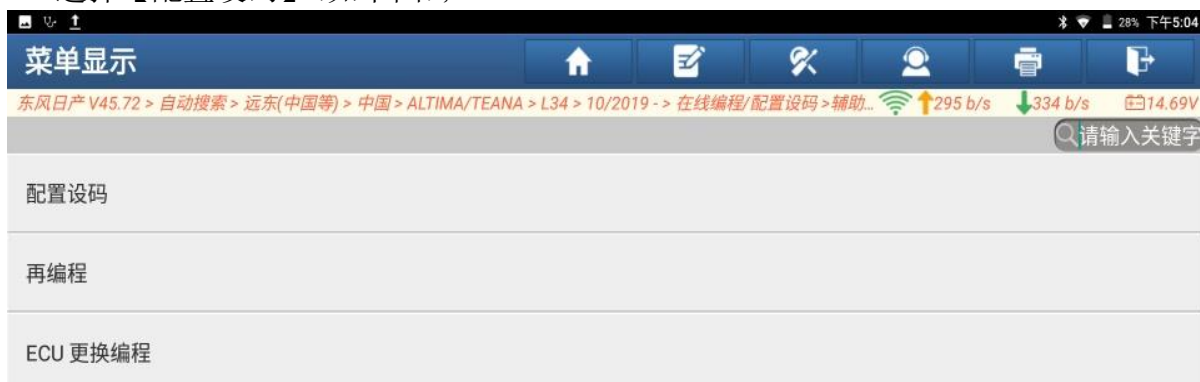 28% 下午5:04
菜单显示
东风日产 V45.72 > 自动搜索 > 远东(中国等) > 中国 > ALTIMA/TEANA > L34 > 10/2019 - > 在线编程/配置设码 >辅助... 295 b/s 334 b/s 14.69V
请输入关键字
配置设码
再编程
ECU 更换编程